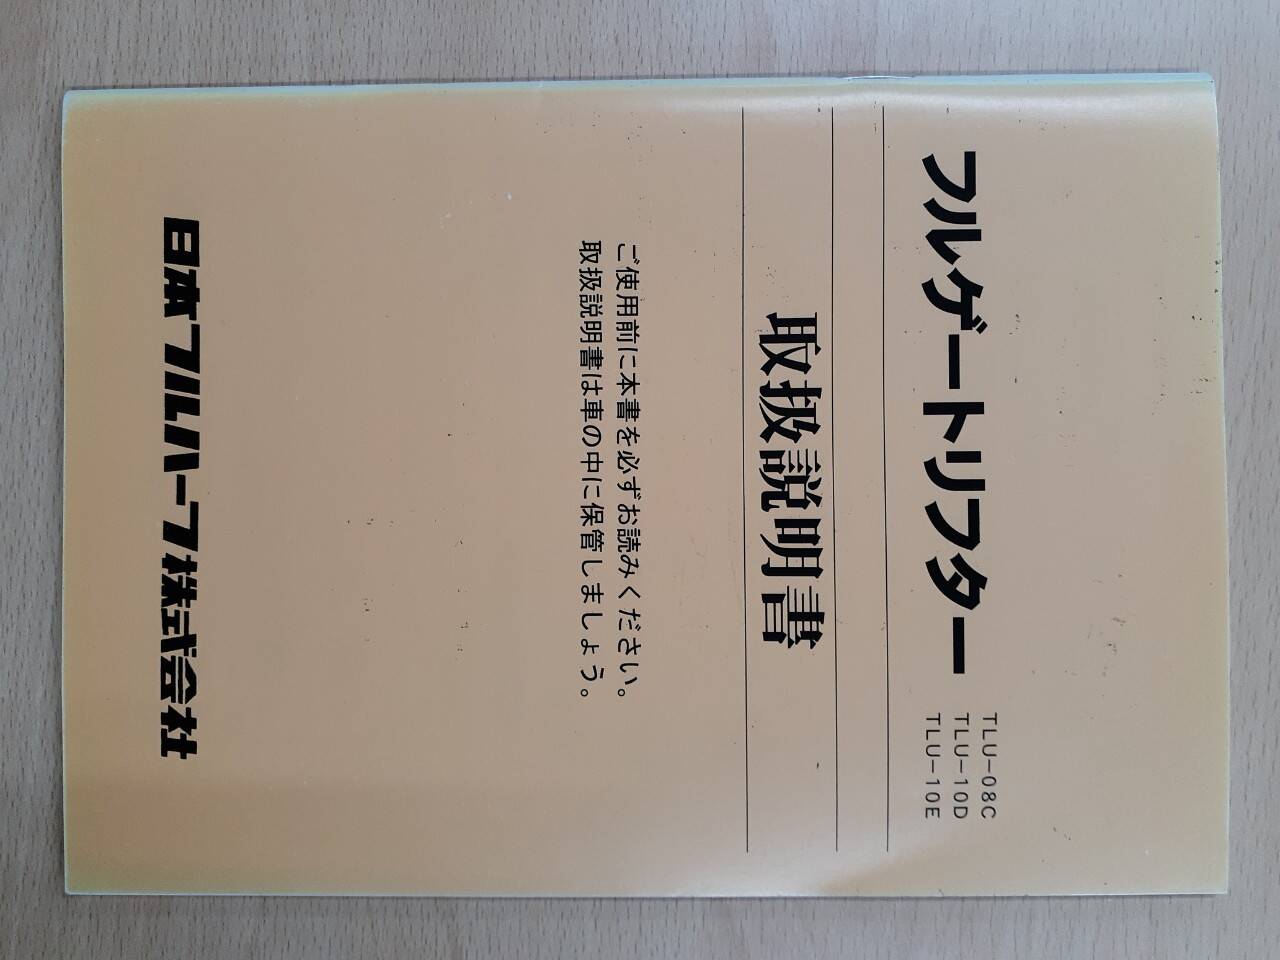 フルゲートリフター
TLU-08C
TLU-10D
TLU-10E
取扱説明書
ご使用前に本書を必ずお読みください。
取扱説明書は車の中に保管しましょう。
日本フルハーフ株式会社